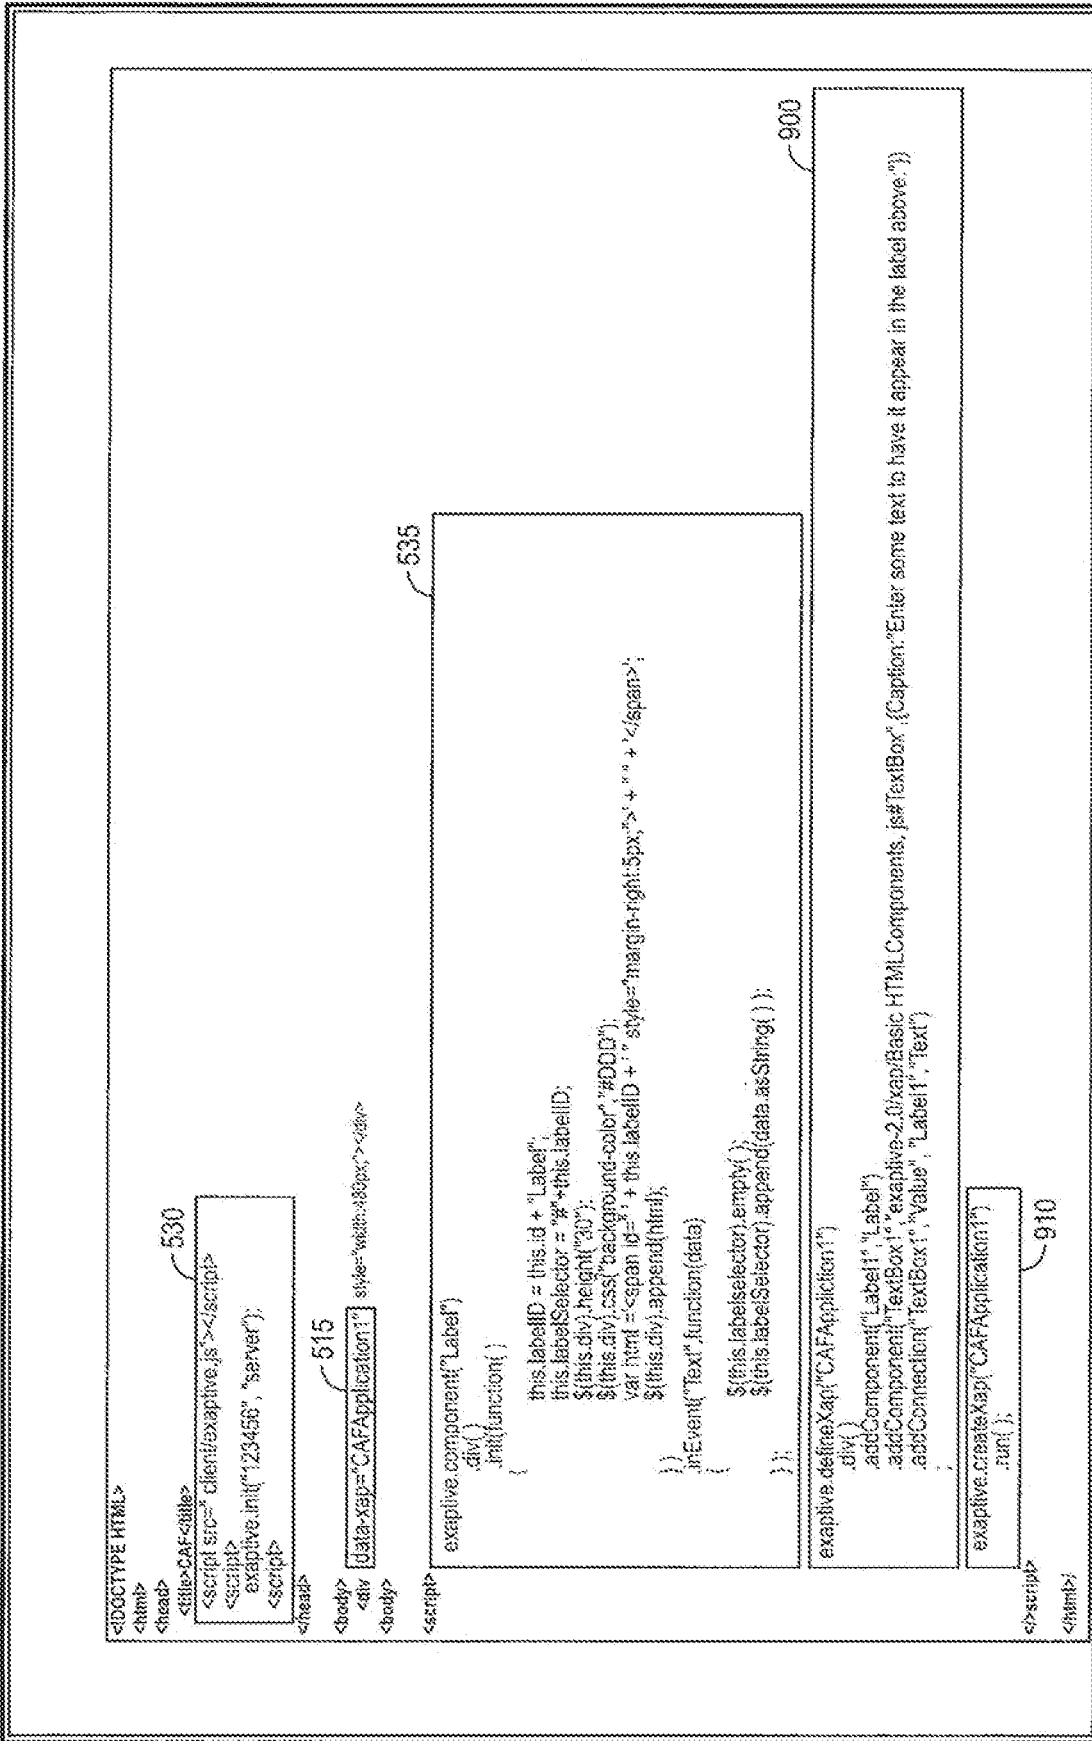 <!DOCTYPE HTML>
<html>
<head>
<title>CAF</title>
530
<script src=" client/exaptive.js"></script>
<script>
exaptive.init("123456", "server");
<script>
</head>
<body>
515
<div data-xap="CAFApplication1" style="width:480px;"></div>
<body>
<script>
535
exaptive.component("Label")
.div()
.init(function( )
{
this.labelID = this.id + "Label";
this.labelSelector = "#"+this.labelID;
$(this.div).height("30");
$(this.div).css("background-color","#DDD");
var html =<span id=" ' + this.labelID + ' " style="margin-right:5px;">' + " " + '</span>';
$(this.div).append(html);
})
.inEvent("Text",function(data)
{
$(this.labelselector).empty( );
$(this.labelSelector).append(data.asString( ) );
});
900
exaptive.defineXap("CAFAppliction1")
.div()
.addComponent("Label1","Label")
.addComponent("TextBox1","exaptive-2.0/xap/Basic HTMLComponents, js#TextBox",{Caption:"Enter some text to have it appear in the label above:"})
.addConnection("TextBox1","value", "Label1","Text")
;
exaptive.createXap("CAFApplication1")
.run( );
910
</>script>
</html>/